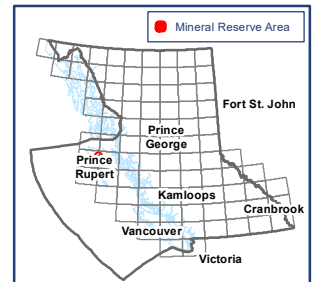 Mineral Reserve Area
Fort St. John
Prince
George
Prince
Rupert
Kamloops
Cranbrook
Vancouver
Victoria